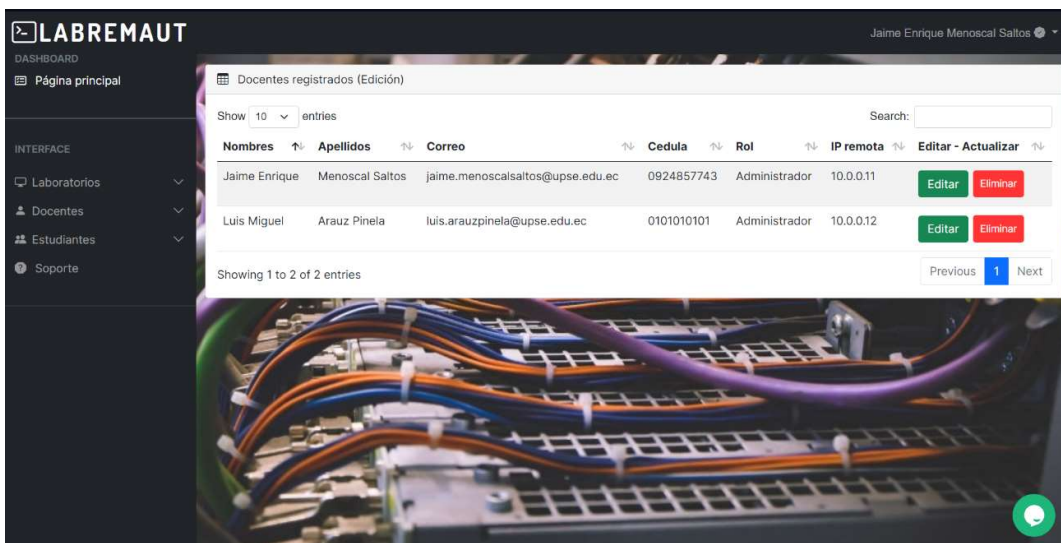 LABREMAUT
Jaime Enrique Menoscal Saltos
DASHBOARD
Página principal
INTERFACE
Laboratorios
Docentes
Estudiantes
Soporte
Docentes registrados (Edición)
Show 10 entries
Search:
Nombres Apellidos Correo Cedula Rol IP remota Editar - Actualizar
Jaime Enrique Menoscal Saltos jaime.menoscalsaltos@upse.edu.ec 0924857743 Administrador 10.0.0.11 Editar Eliminar
Luis Miguel Arauz Pinela luis.arauzpinela@upse.edu.ec 0101010101 Administrador 10.0.0.12 Editar Eliminar
Showing 1 to 2 of 2 entries
Previous 1 Next